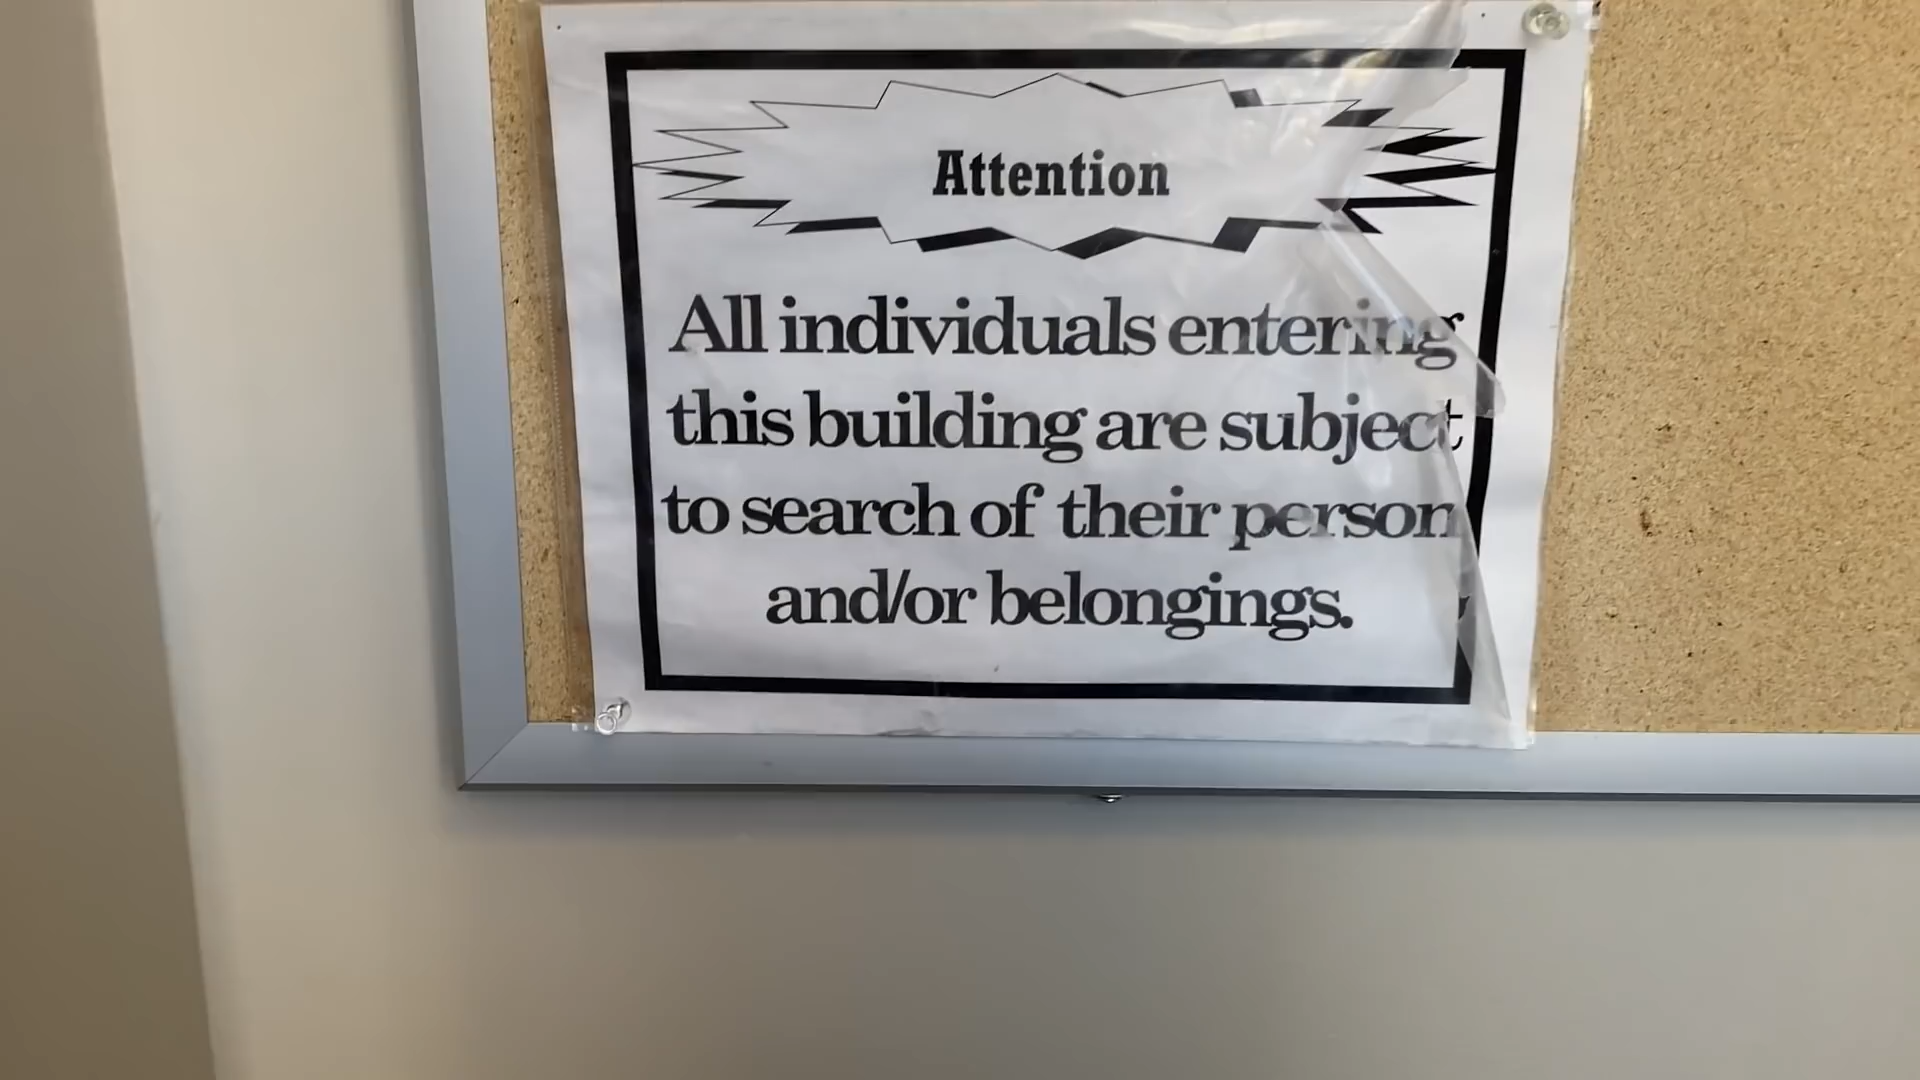 Attention
All individuals entering
this building are subject
to search of their person
and/or belongings.